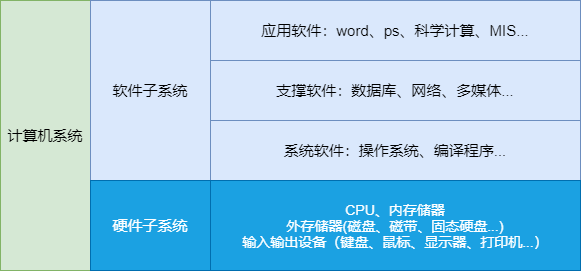 计算机系统
软件子系统
应用软件：word、ps、科学计算、MIS...
支撑软件：数据库、网络、多媒体...
系统软件：操作系统、编译程序...
硬件子系统
CPU、内存储器
外存储器(磁盘、磁带、固态硬盘...)
输入输出设备（键盘、鼠标、显示器、打印机...）